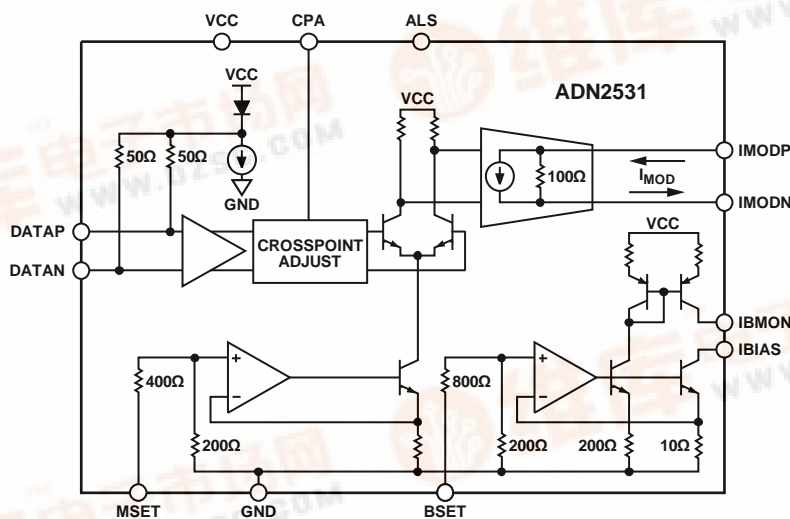 VCC CPA ALS
ADN2531
VCC
VCC
50Ω 50Ω
GND
100Ω
IMOD
IMODP
IMODN
DATAP
DATAN
CROSSPOINT
ADJUST
VCC
IBMON
IBIAS
400Ω
+
-
200Ω
800Ω
+
-
200Ω 200Ω 10Ω
MSET GND BSET